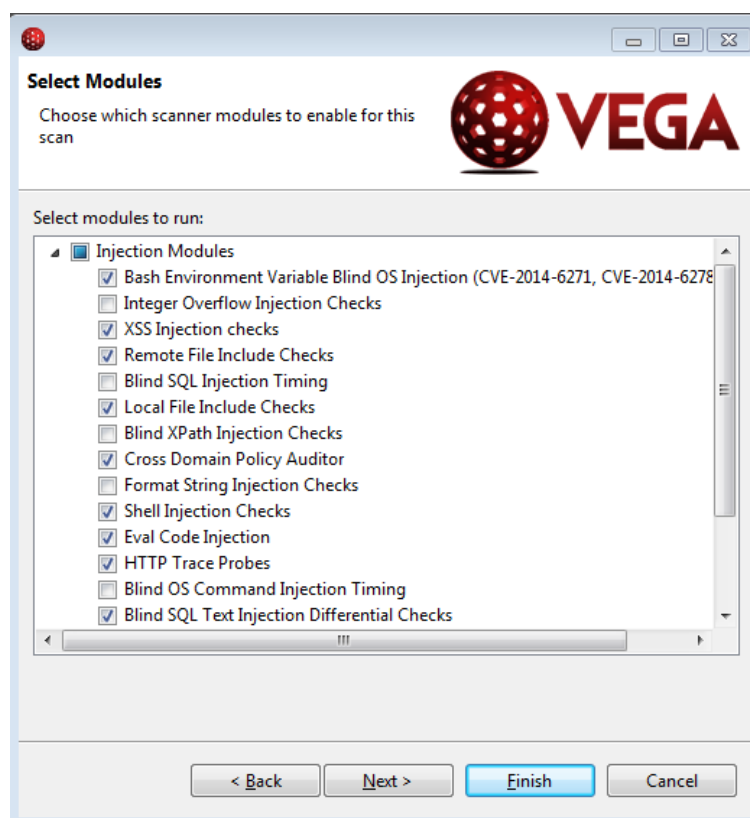 Select Modules
Choose which scanner modules to enable for this
scan
VEGA
Select modules to run:
Injection Modules
Bash Environment Variable Blind OS Injection (CVE-2014-6271, CVE-2014-6278
Integer Overflow Injection Checks
XSS Injection checks
Remote File Include Checks
Blind SQL Injection Timing
Local File Include Checks
Blind XPath Injection Checks
Cross Domain Policy Auditor
Format String Injection Checks
Shell Injection Checks
Eval Code Injection
HTTP Trace Probes
Blind OS Command Injection Timing
Blind SQL Text Injection Differential Checks
< Back Next > Finish Cancel